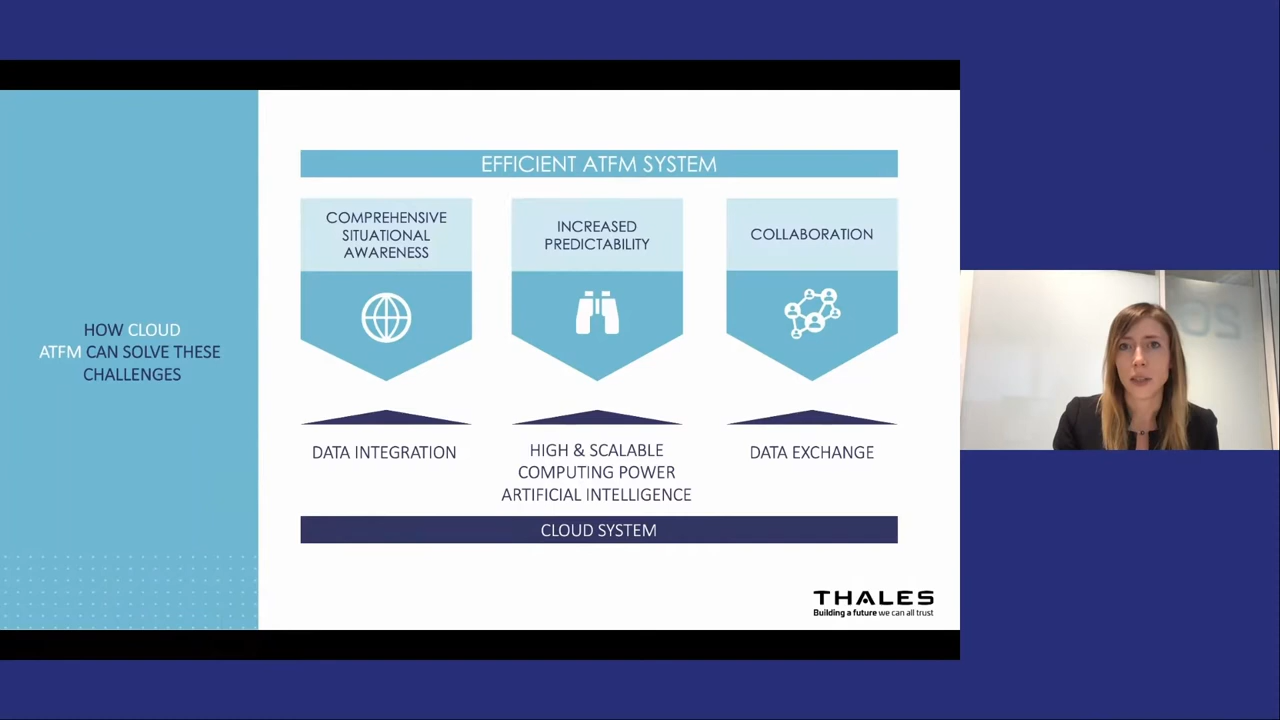 HOW CLOUD
ATFM CAN SOLVE THESE
CHALLENGES
EFFICIENT ATFM SYSTEM
COMPREHENSIVE
SITUATIONAL
AWARENESS
INCREASED
PREDICTABILITY
COLLABORATION
DATA INTEGRATION
HIGH & SCALABLE
COMPUTING POWER
ARTIFICIAL INTELLIGENCE
DATA EXCHANGE
CLOUD SYSTEM
THALES
Building a future we can all trust